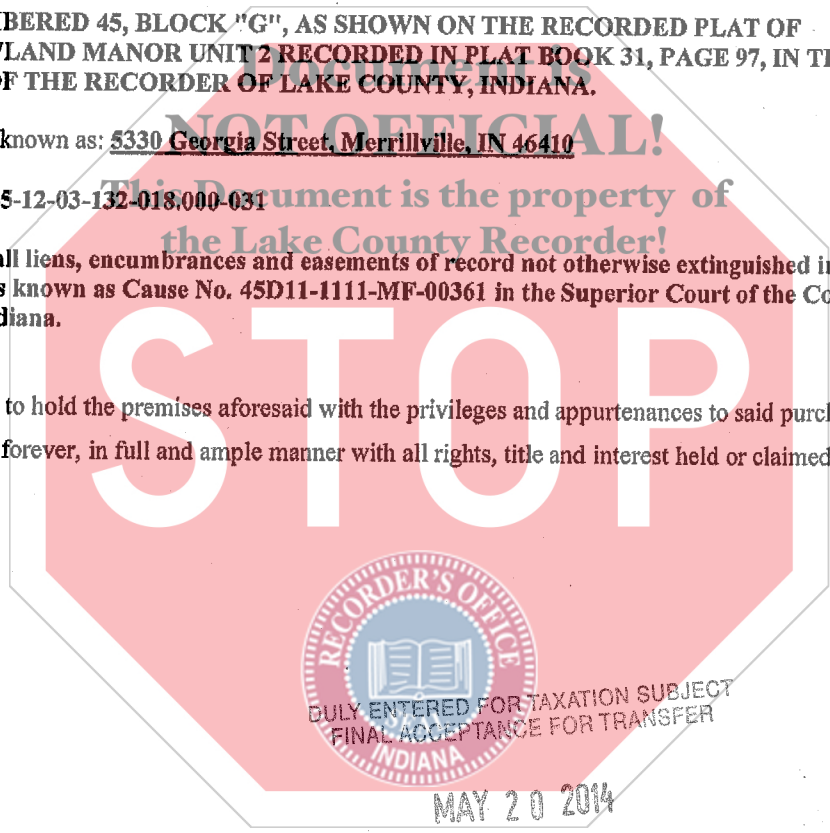 BERED 45, BLOCK "G", AS SHOWN ON THE RECORDED PLAT OF
LAND MANOR UNIT 2 RECORDED IN PLAT BOOK 31, PAGE 97, IN
F THE RECORDER OF LAKE COUNTY, INDIANA.
Document is
known as: 5330 Georgia Street, Merrillville, IN 46410
NOT OFFICIAL!
5-12-03-132-018.000-031
This Document is the property of
the Lake County Recorder!
all liens, encumbrances and easements of record not otherwise extinguished in
s known as Cause No. 45D11-1111-MF-00361 in the Superior Court of the Co
diana.
STOP
to hold the premises aforesaid with the privileges and appurtenances to said purch
forever, in full and ample manner with all rights, title and interest held or claimed
RECORDER'S OFFICE
INDIANA
DULY ENTERED FOR TAXATION SUBJECT
FINAL ACCEPTANCE FOR TRANSFER
MAY 20 2014